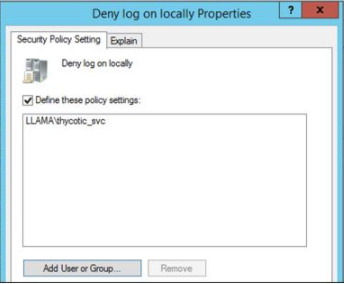 Deny log on locally Properties
? x
Security Policy Setting Explain
Deny log on locally
Define these policy settings:
LLAMA\thycotic_svc
Add User or Group... Remove